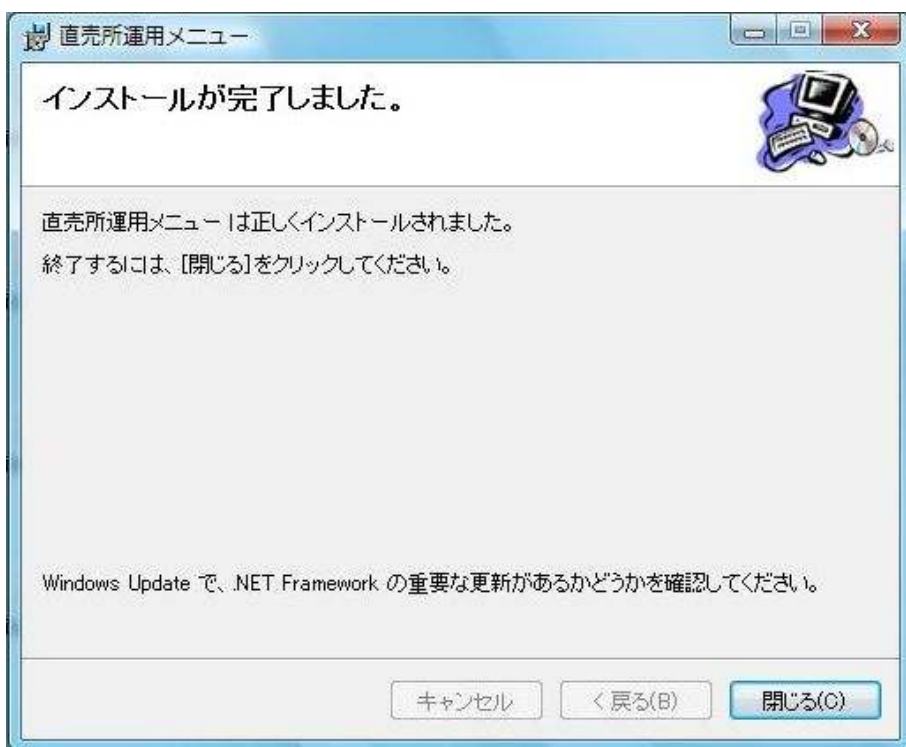 直売所運用メニュー
インストールが完了しました。
直売所運用メニュー は正しくインストールされました。
終了するには、[閉じる]をクリックしてください。
Windows Update で、.NET Framework の重要な更新があるかどうかを確認してください。
キャンセル
< 戻る(B)
閉じる(C)